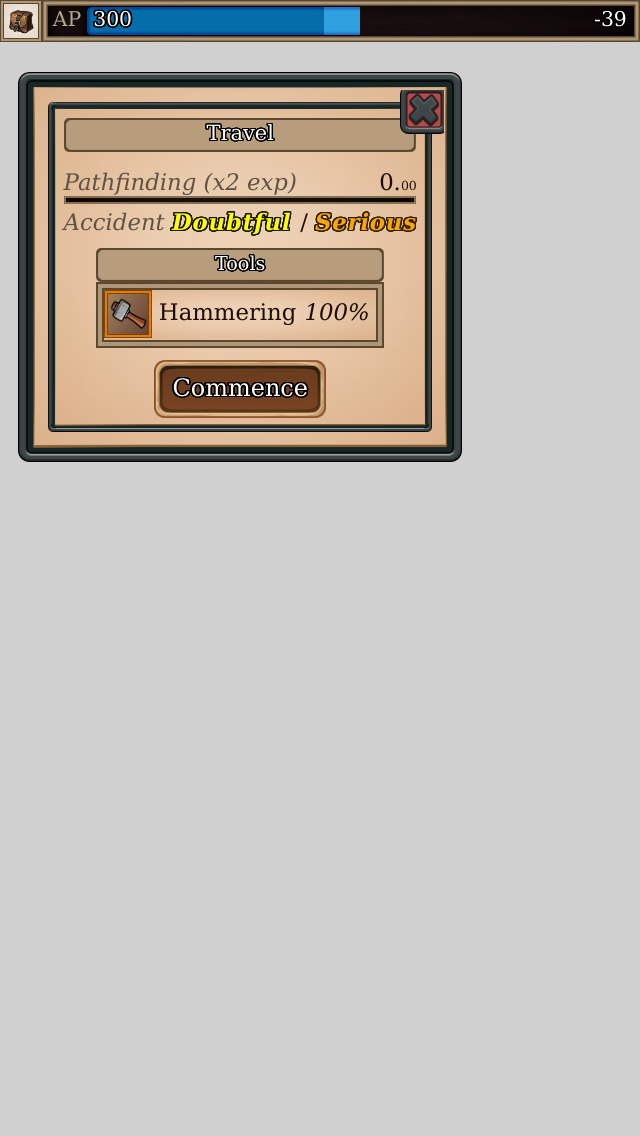 AP 300 -39
Travel
Pathfinding (x2 exp) 0.00
Accident Doubtful / Serious
Tools
Hammering 100%
Commence